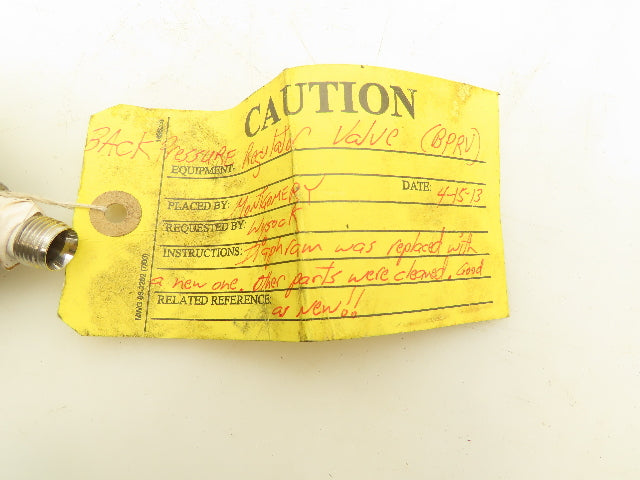 CAUTION
BACK Pressure Regulator Valve (BPRV)
EQUIPMENT:
PLACED BY: MONTGOMERY DATE: 4-15-13
REQUESTED BY: Wysock
INSTRUCTIONS: Diaphram was replaced with
a new one. Other parts were cleaned. Good
RELATED REFERENCE: as New!!